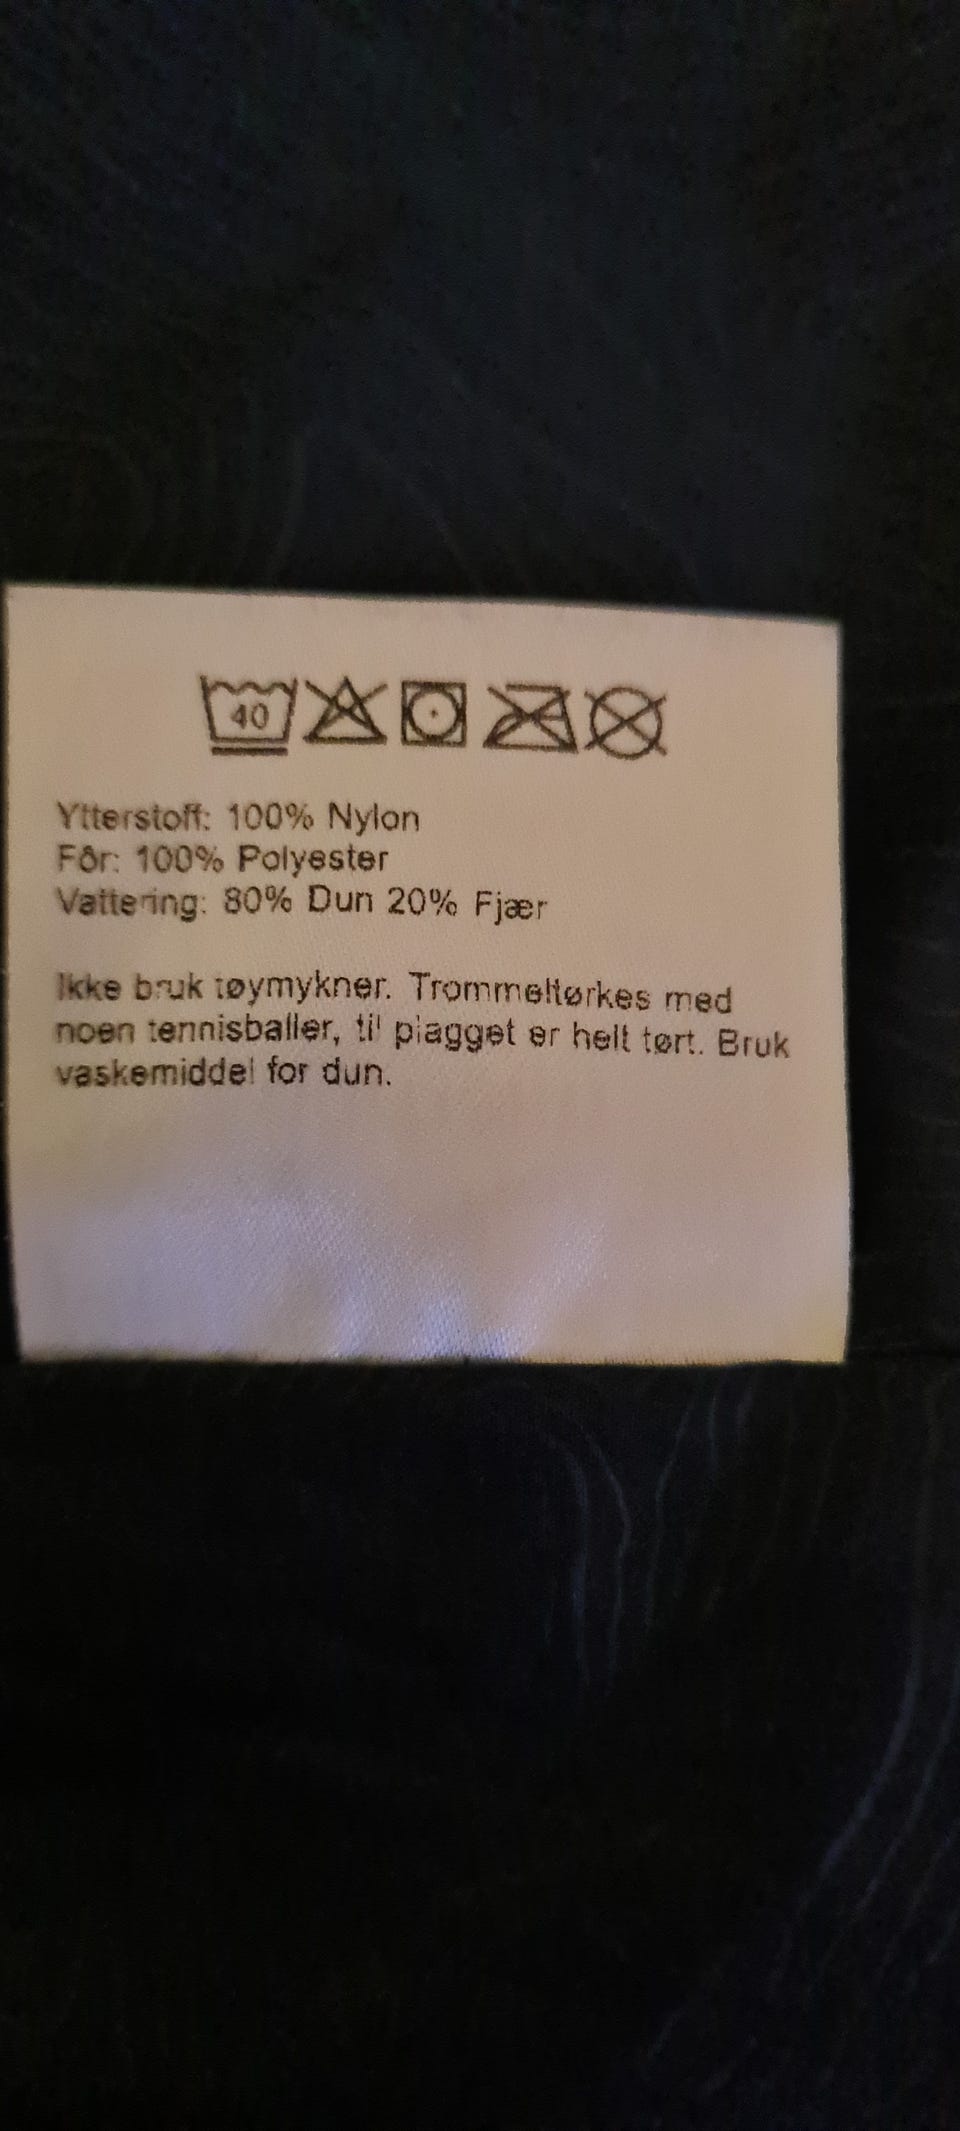 40
Ytterstoff: 100% Nylon
Fôr: 100% Polyester
Vattering: 80% Dun 20% Fjær
Ikke bruk tøymykner. Trommeltørkes med
noen tennisballer, til plagget er helt tørt. Bruk
vaskemiddel for dun.